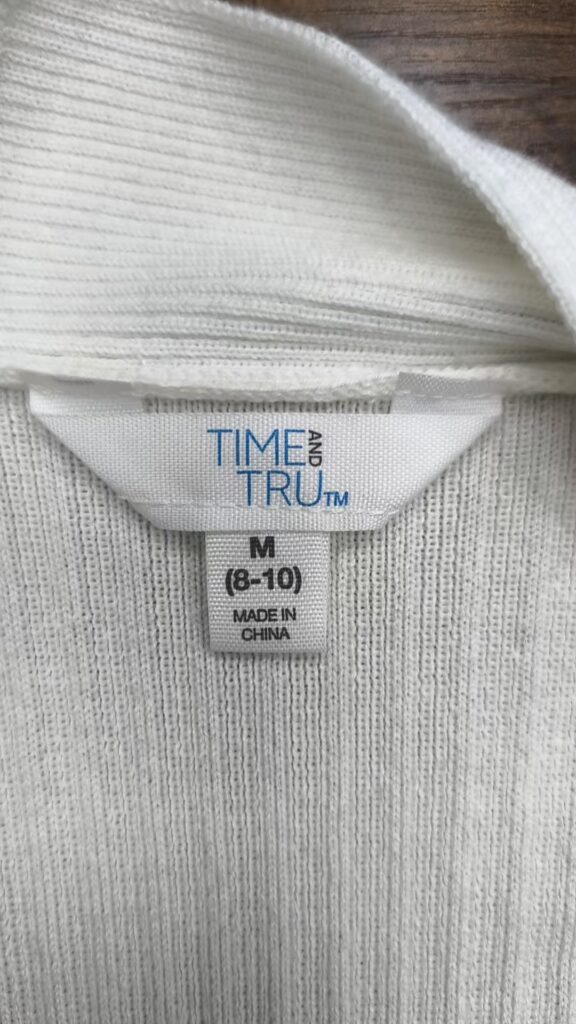 TIME AND
TRU™
M
(8-10)
MADE IN
CHINA